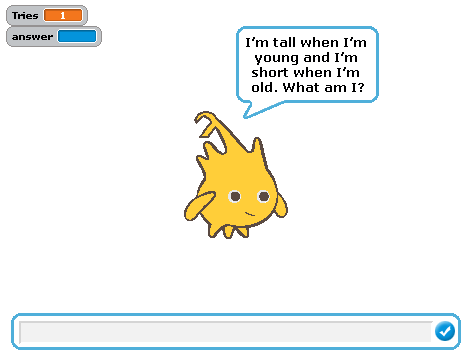 Tries 1
answer
I'm tall when I'm
young and I'm
short when I'm
old. What am I?